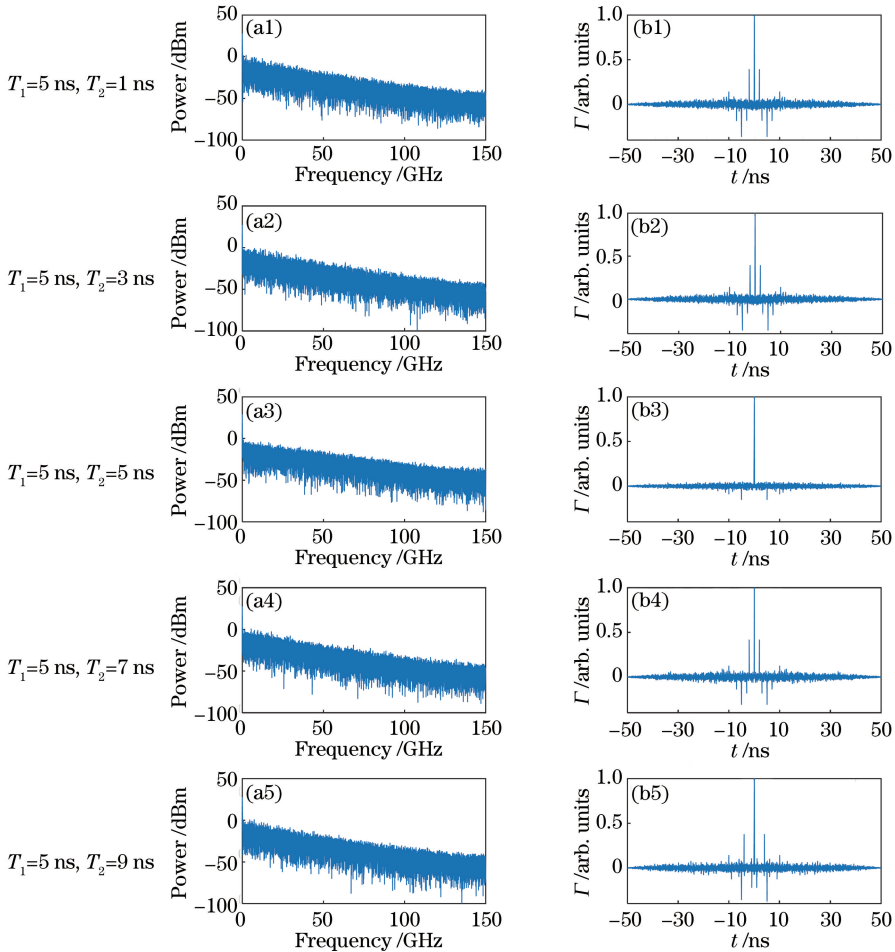 T₁=5 ns, T₂=1 ns
Power /dBm
50
0
−50
−100
(a1)
0 50 100 150
Frequency /GHz
Γ /arb. units
1.0
0.5
0
(b1)
−50 −30 −10 10 30 50
t /ns
T₁=5 ns, T₂=3 ns
Power /dBm
50
0
−50
−100
(a2)
0 50 100 150
Frequency /GHz
Γ /arb. units
1.0
0.5
0
(b2)
−50 −30 −10 10 30 50
t /ns
T₁=5 ns, T₂=5 ns
Power /dBm
50
0
−50
−100
(a3)
0 50 100 150
Frequency /GHz
Γ /arb. units
1.0
0.5
0
(b3)
−50 −30 −10 10 30 50
t /ns
T₁=5 ns, T₂=7 ns
Power /dBm
50
0
−50
−100
(a4)
0 50 100 150
Frequency /GHz
Γ /arb. units
1.0
0.5
0
(b4)
−50 −30 −10 10 30 50
t /ns
T₁=5 ns, T₂=9 ns
Power /dBm
50
0
−50
−100
(a5)
0 50 100 150
Frequency /GHz
Γ /arb. units
1.0
0.5
0
(b5)
−50 −30 −10 10 30 50
t /ns